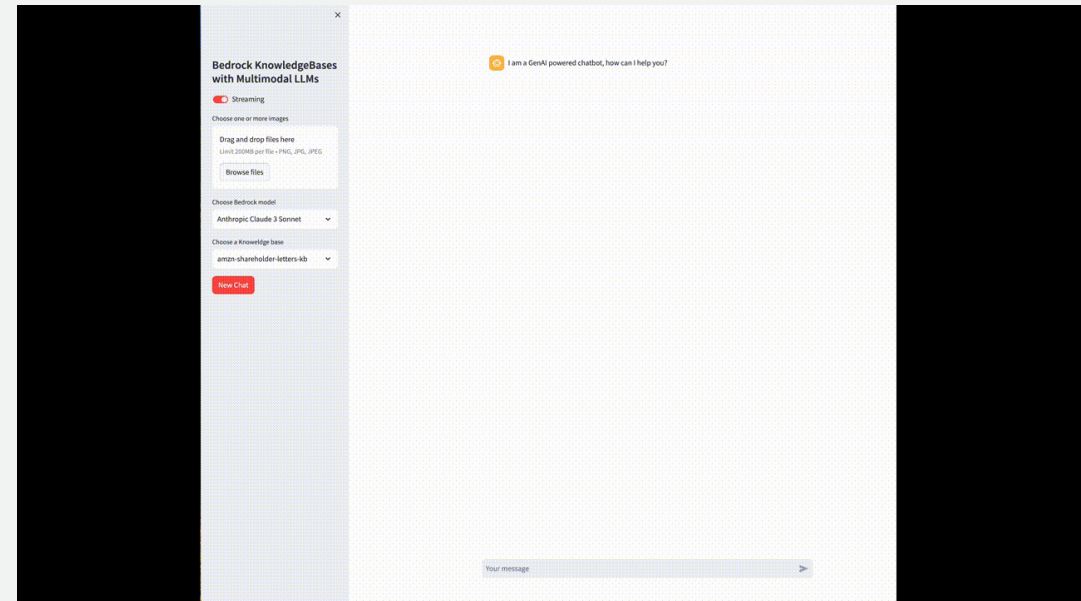 Bedrock KnowledgeBases
with Multimodal LLMs
Streaming
Choose one or more images
Drag and drop files here
Limit 200MB per file • PNG, JPG, JPEG
Browse files
Choose Bedrock model
Anthropic Claude 3 Sonnet
Choose a Knoweldge base
amzn-shareholder-letters-kb
New Chat
I am a GenAI powered chatbot, how can I help you?
Your message